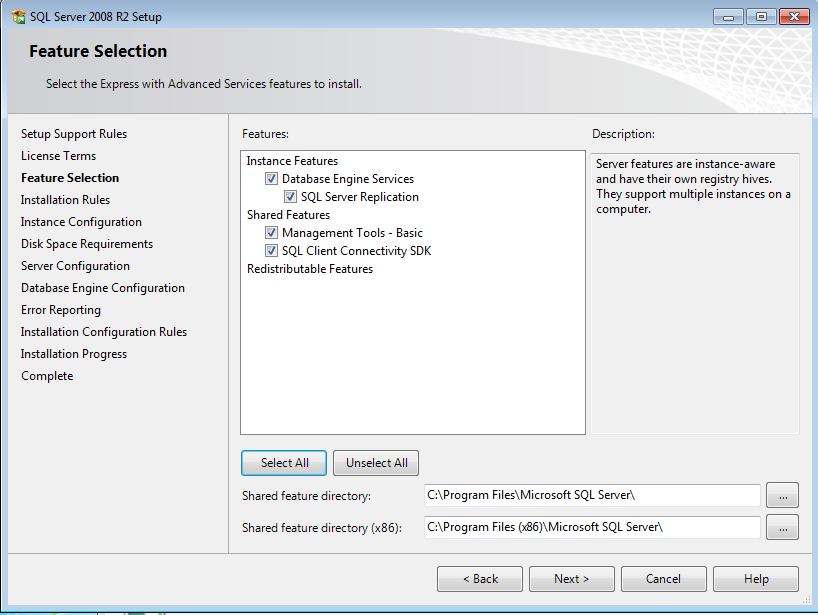 SQL Server 2008 R2 Setup
Feature Selection
Select the Express with Advanced Services features to install.
Setup Support Rules
License Terms
Feature Selection
Installation Rules
Instance Configuration
Disk Space Requirements
Server Configuration
Database Engine Configuration
Error Reporting
Installation Configuration Rules
Installation Progress
Complete
Features:
Instance Features
Database Engine Services
SQL Server Replication
Shared Features
Management Tools - Basic
SQL Client Connectivity SDK
Redistributable Features
Description:
Server features are instance-aware
and have their own registry hives.
They support multiple instances on a
computer.
Select All
Unselect All
Shared feature directory:
C:\Program Files\Microsoft SQL Server\
...
Shared feature directory (x86):
C:\Program Files (x86)\Microsoft SQL Server\
...
< Back
Next >
Cancel
Help